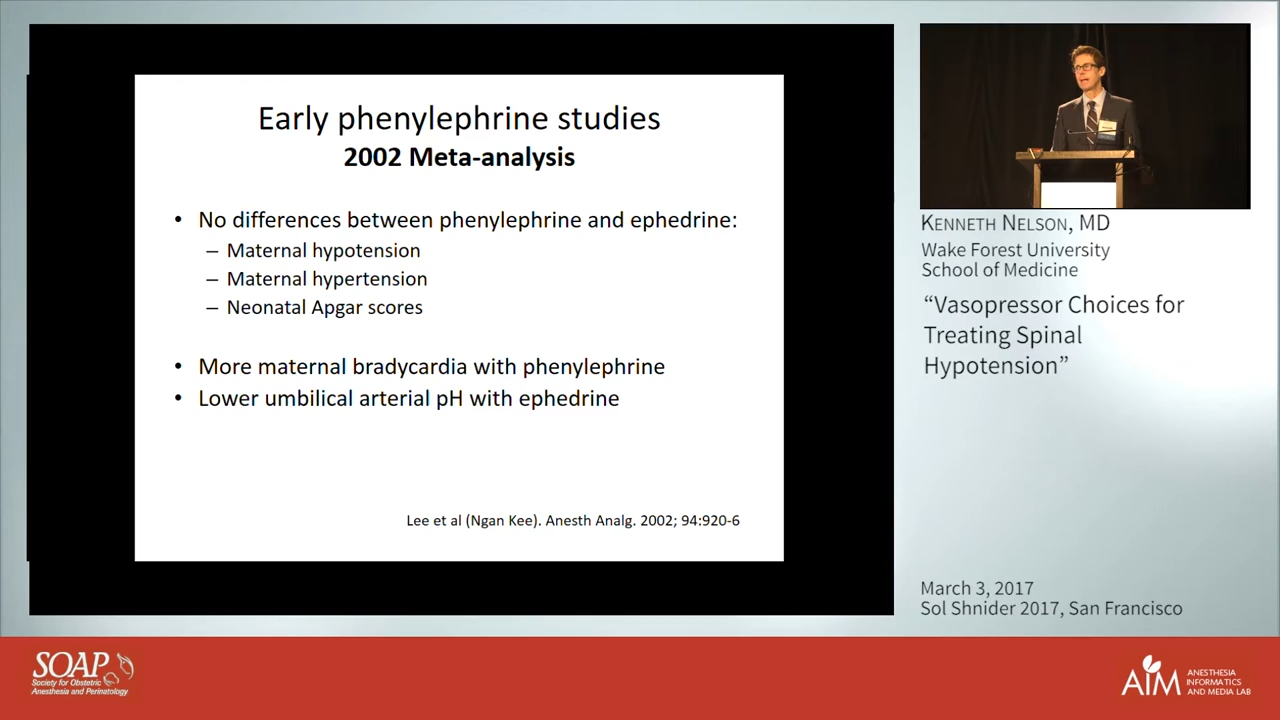 Early phenylephrine studies
2002 Meta-analysis
• No differences between phenylephrine and ephedrine:
– Maternal hypotension
– Maternal hypertension
– Neonatal Apgar scores
• More maternal bradycardia with phenylephrine
• Lower umbilical arterial pH with ephedrine
Lee et al (Ngan Kee). Anesth Analg. 2002; 94:920-6
KENNETH NELSON, MD
Wake Forest University
School of Medicine
“Vasopressor Choices for
Treating Spinal
Hypotension”
March 3, 2017
Sol Shnider 2017, San Francisco
SOAP
Society for Obstetric
Anesthesia and Perinatology
AIM
ANESTHESIA
INFORMATICS
AND MEDIA LAB